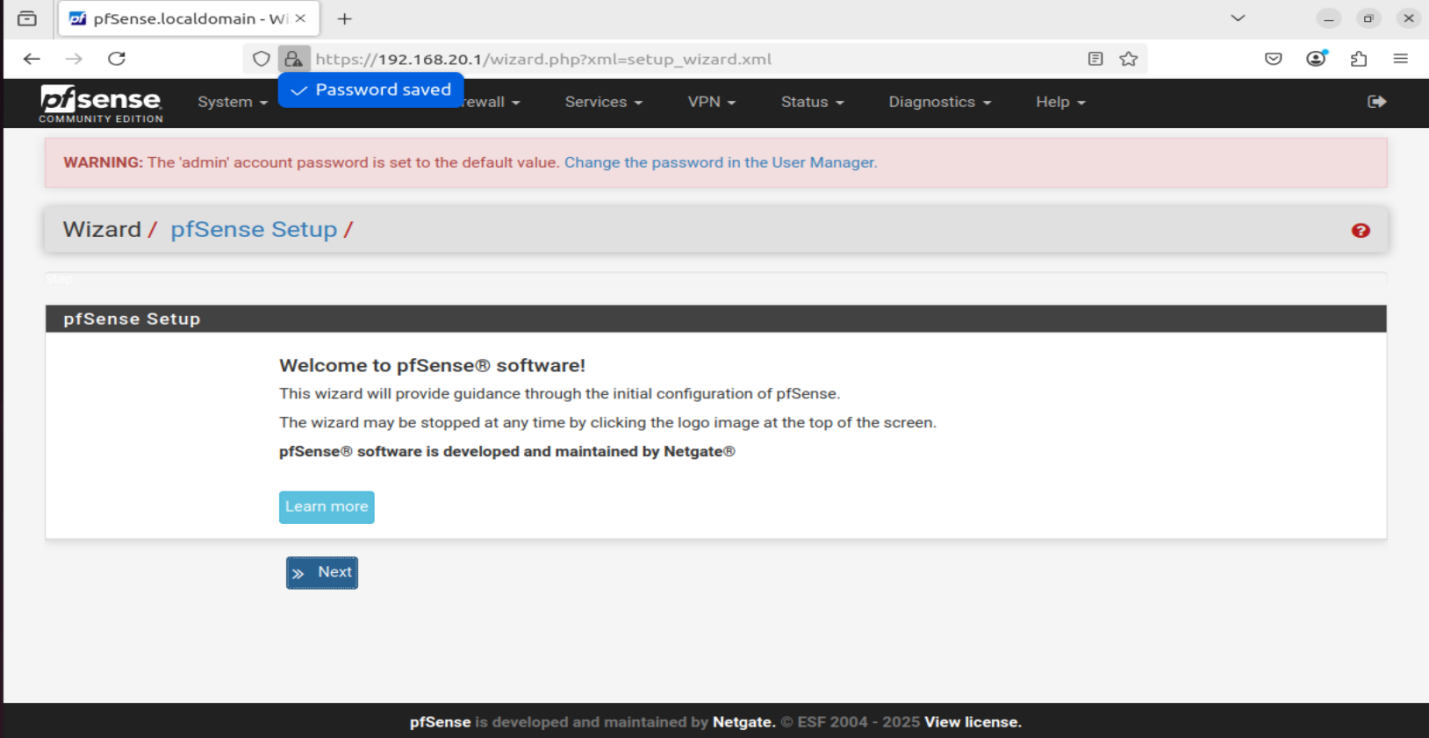 pfSense.localdomain - Wi
https://192.168.20.1/wizard.php?xml=setup_wizard.xml
Password saved
pfsense
COMMUNITY EDITION
System
rewall
Services
VPN
Status
Diagnostics
Help
WARNING: The 'admin' account password is set to the default value. Change the password in the User Manager.
Wizard / pfSense Setup /
Step
pfSense Setup
Welcome to pfSense® software!
This wizard will provide guidance through the initial configuration of pfSense.
The wizard may be stopped at any time by clicking the logo image at the top of the screen.
pfSense® software is developed and maintained by Netgate®
Learn more
Next
pfSense is developed and maintained by Netgate. © ESF 2004 - 2025 View license.